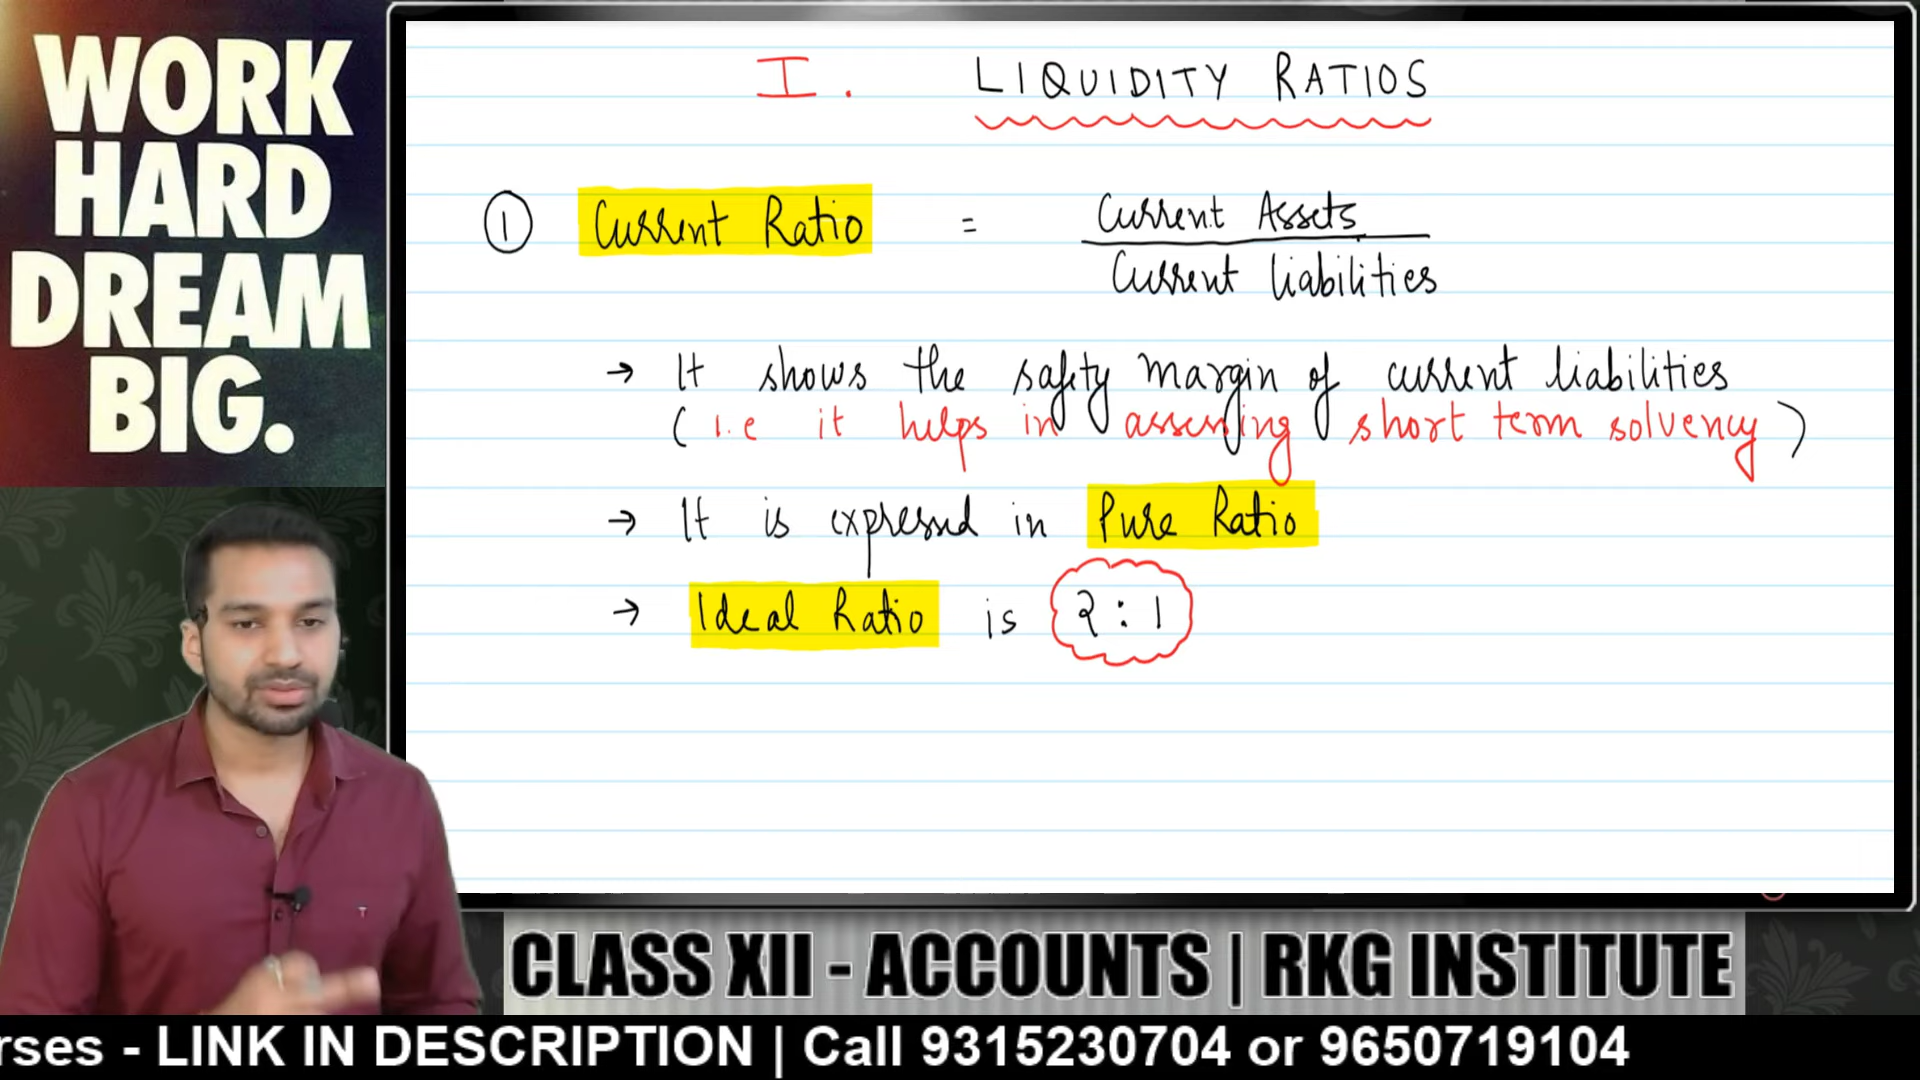 WORK
HARD
DREAM
BIG.
I. LIQUIDITY RATIOS
① Current Ratio = Current Assets
Current liabilities
→ It shows the safety margin of current liabilities
( i.e it helps in assessing short term solvency )
→ It is expressed in Pure Ratio
→ Ideal Ratio is 2 : 1
CLASS XII - ACCOUNTS | RKG INSTITUTE
rses - LINK IN DESCRIPTION | Call 9315230704 or 9650719104